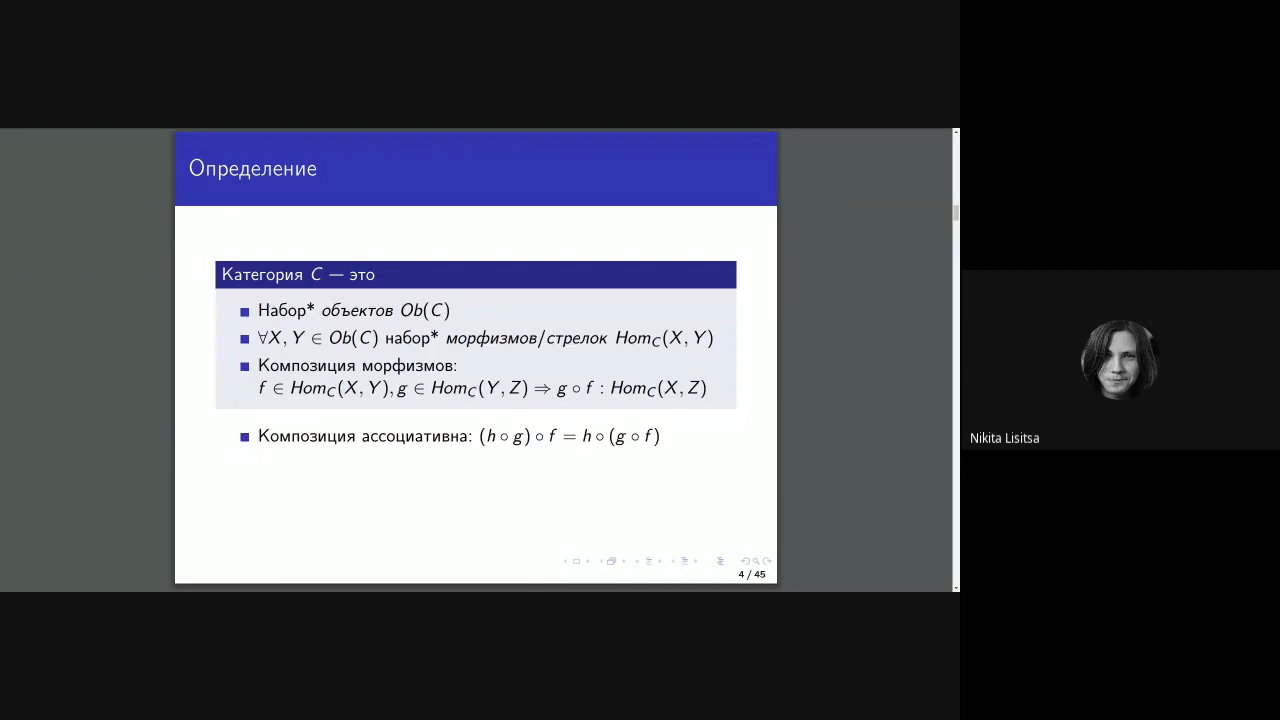 Определение
Категория C — это
Набор* объектов Ob(C)
∀X, Y ∈ Ob(C) набор* морфизмов/стрелок Hom_C(X, Y)
Композиция морфизмов:
f ∈ Hom_C(X, Y), g ∈ Hom_C(Y, Z) ⇒ g ∘ f : Hom_C(X, Z)
Композиция ассоциативна: (h ∘ g) ∘ f = h ∘ (g ∘ f)
4 / 45
Nikita Lisitsa